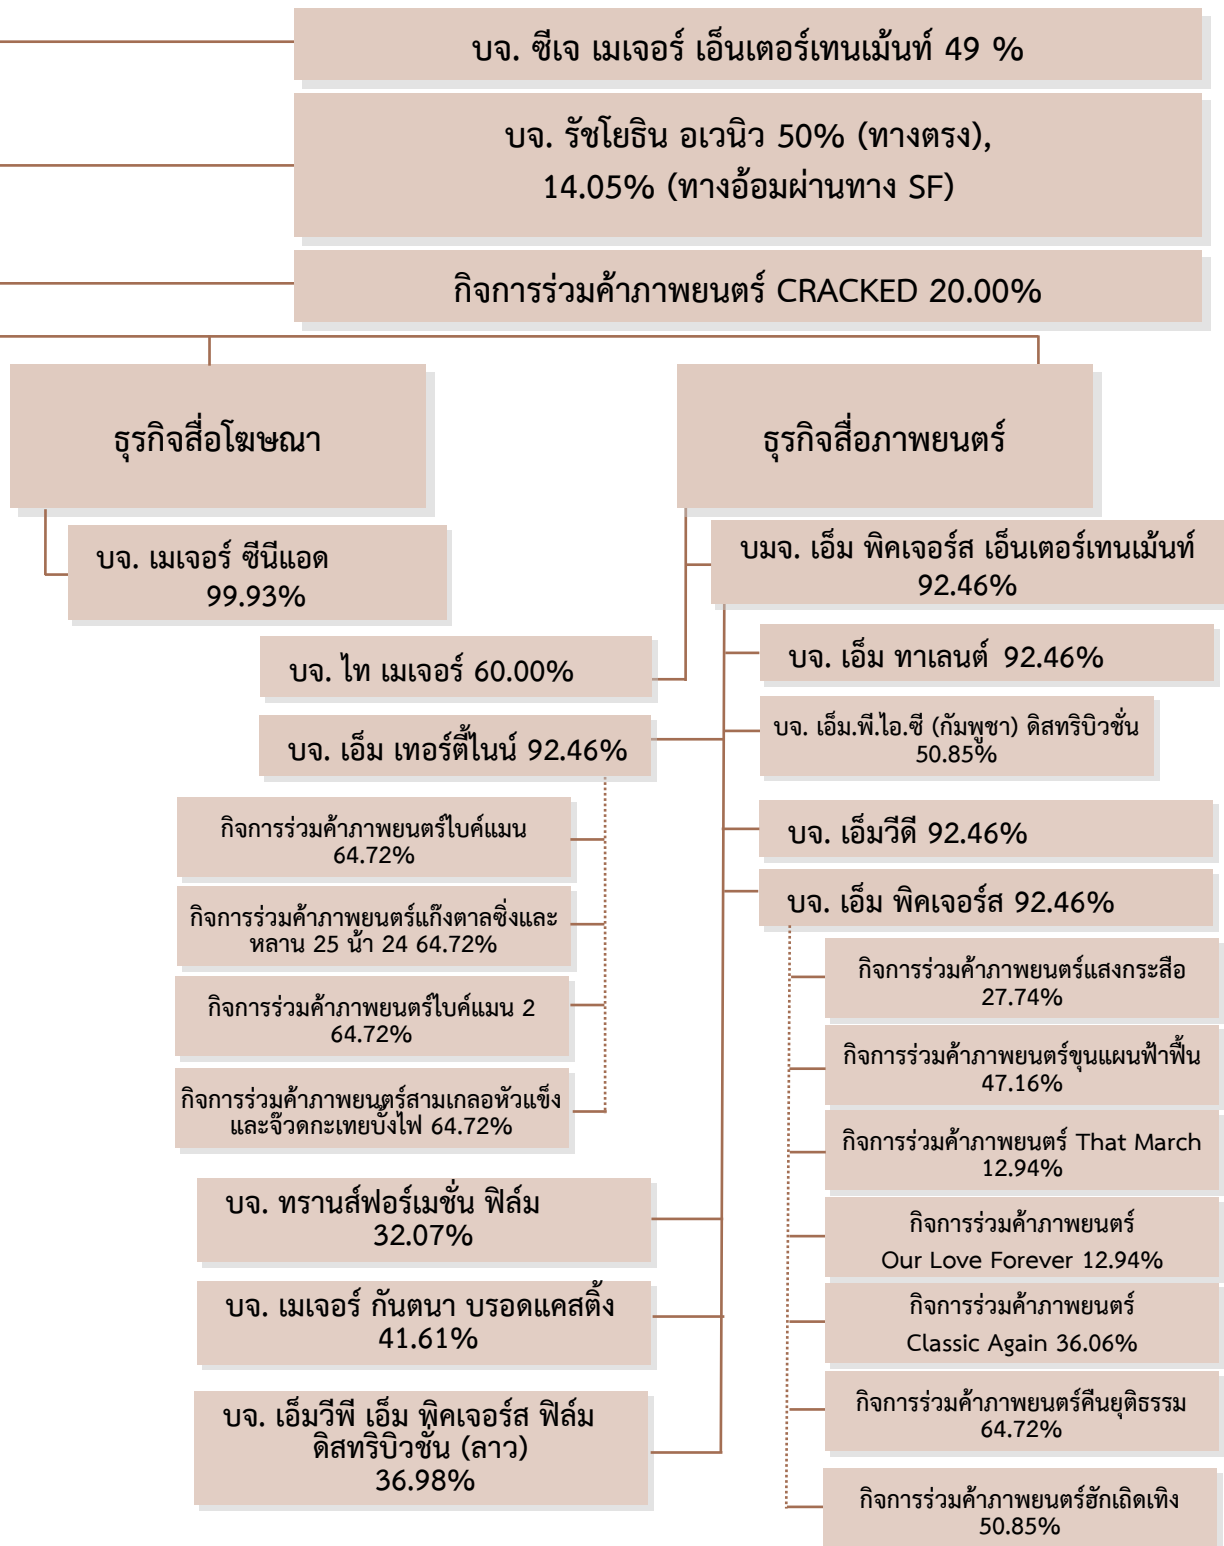 บจ. ซีเจ เมเจอร์ เอ็นเตอร์เทนเม้นท์ 49 %
บจ. รัชโยธิน อเวนิว 50% (ทางตรง),
14.05% (ทางอ้อมผ่านทาง SF)
กิจการร่วมค้าภาพยนตร์ CRACKED 20.00%
ธุรกิจสื่อโฆษณา
บจ. เมเจอร์ ซีนีแอด
99.93%
ธุรกิจสื่อภาพยนตร์
บมจ. เอ็ม พิคเจอร์ส เอ็นเตอร์เทนเม้นท์
92.46%
บจ. ไท เมเจอร์ 60.00%
บจ. เอ็ม เทอร์ตี้ไนน์ 92.46%
กิจการร่วมค้าภาพยนตร์ไบค์แมน
64.72%
กิจการร่วมค้าภาพยนตร์แก๊งตาลซิ่งและ
หลาน 25 น้า 24 64.72%
กิจการร่วมค้าภาพยนตร์ไบค์แมน 2
64.72%
กิจการร่วมค้าภาพยนตร์สามเกลอหัวแข็ง
และจ๊วดกะเทยบั้งไฟ 64.72%
บจ. ทรานส์ฟอร์เมชั่น ฟิล์ม
32.07%
บจ. เมเจอร์ กันตนา บรอดแคสติ้ง
41.61%
บจ. เอ็มวีพี เอ็ม พิคเจอร์ส ฟิล์ม
ดิสทริบิวชั่น (ลาว)
36.98%
บจ. เอ็ม ทาเลนต์ 92.46%
บจ. เอ็ม.พี.ไอ.ซี (กัมพูชา) ดิสทริบิวชั่น
50.85%
บจ. เอ็มวีดี 92.46%
บจ. เอ็ม พิคเจอร์ส 92.46%
กิจการร่วมค้าภาพยนตร์แสงกระสือ
27.74%
กิจการร่วมค้าภาพยนตร์ขุนแผนฟ้าฟื้น
47.16%
กิจการร่วมค้าภาพยนตร์ That March
12.94%
กิจการร่วมค้าภาพยนตร์
Our Love Forever 12.94%
กิจการร่วมค้าภาพยนตร์
Classic Again 36.06%
กิจการร่วมค้าภาพยนตร์คืนยุติธรรม
64.72%
กิจการร่วมค้าภาพยนตร์ฮักเถิดเทิง
50.85%